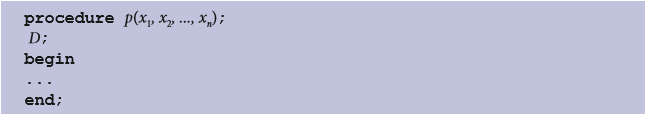 procedure p(x₁, x₂, ..., xₙ);
D;
begin
...
end;